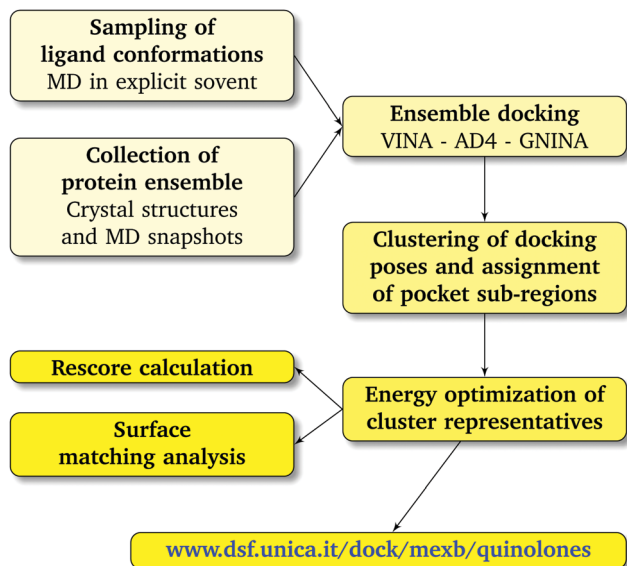 Sampling of
ligand conformations
MD in explicit sovent
Collection of
protein ensemble
Crystal structures
and MD snapshots
Ensemble docking
VINA - AD4 - GNINA
Clustering of docking
poses and assignment
of pocket sub-regions
Energy optimization of
cluster representatives
Rescore calculation
Surface
matching analysis
www.dsf.unica.it/dock/mexb/quinolones